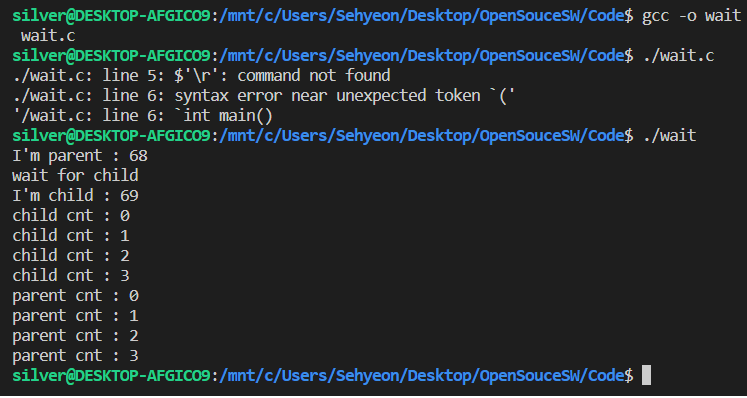 silver@DESKTOP-AFGICO9:/mnt/c/Users/Sehyeon/Desktop/OpenSouceSW/Code$ gcc -o wait
 wait.c
silver@DESKTOP-AFGICO9:/mnt/c/Users/Sehyeon/Desktop/OpenSouceSW/Code$ ./wait.c
./wait.c: line 5: $'\r': command not found
./wait.c: line 6: syntax error near unexpected token `('
'/wait.c: line 6: `int main()
silver@DESKTOP-AFGICO9:/mnt/c/Users/Sehyeon/Desktop/OpenSouceSW/Code$ ./wait
I'm parent : 68
wait for child
I'm child : 69
child cnt : 0
child cnt : 1
child cnt : 2
child cnt : 3
parent cnt : 0
parent cnt : 1
parent cnt : 2
parent cnt : 3
silver@DESKTOP-AFGICO9:/mnt/c/Users/Sehyeon/Desktop/OpenSouceSW/Code$